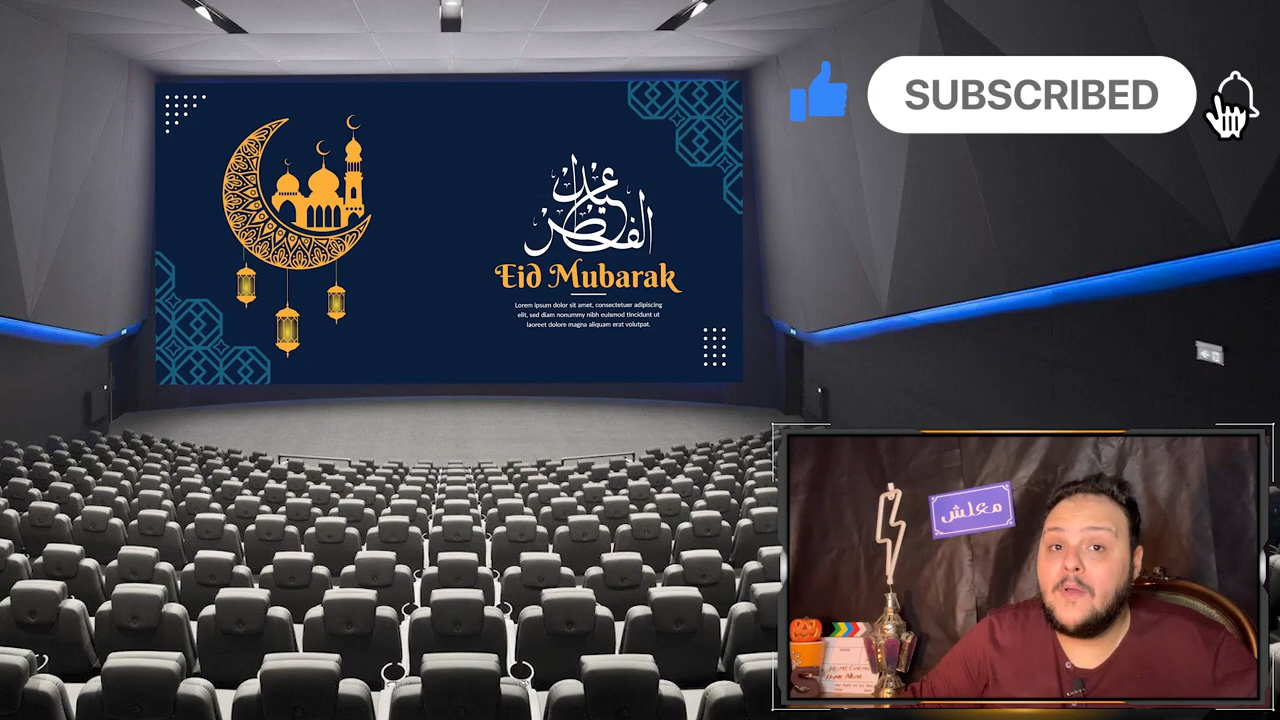 SUBSCRIBED
عيد
الفطر
Eid Mubarak
Lorem ipsum dolor sit amet, consectetuer adipiscing
elit, sed diam nonummy nibh euismod tincidunt ut
laoreet dolore magna aliquam erat volutpat.
معلش